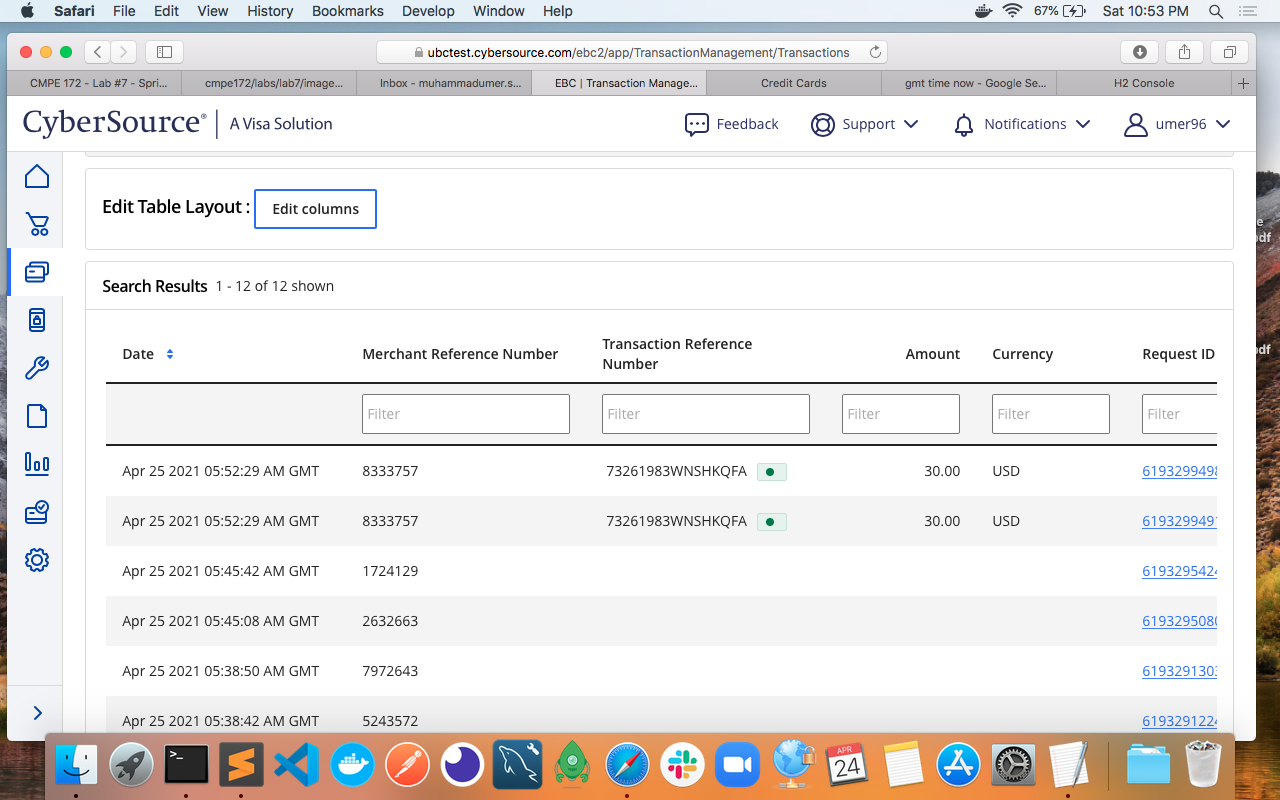 Safari File Edit View History Bookmarks Develop Window Help 67% Sat 10:53 PM
ubctest.cybersource.com/ebc2/app/TransactionManagement/Transactions
CMPE 172 - Lab #7 - Spri... cmpe172/labs/lab7/image... Inbox - muhammadumer.s... EBC | Transaction Manage... Credit Cards gmt time now - Google Se... H2 Console
CyberSource® A Visa Solution Feedback Support Notifications umer96
Edit Table Layout : Edit columns
Search Results 1 - 12 of 12 shown
Date Merchant Reference Number Transaction Reference Number Amount Currency Request ID
Filter Filter Filter Filter Filter
Apr 25 2021 05:52:29 AM GMT 8333757 73261983WNSHKQFA 30.00 USD 6193299498
Apr 25 2021 05:52:29 AM GMT 8333757 73261983WNSHKQFA 30.00 USD 619329949
Apr 25 2021 05:45:42 AM GMT 1724129 6193295424
Apr 25 2021 05:45:08 AM GMT 2632663 6193295080
Apr 25 2021 05:38:50 AM GMT 7972643 6193291303
Apr 25 2021 05:38:42 AM GMT 5243572 6193291224
APR
24